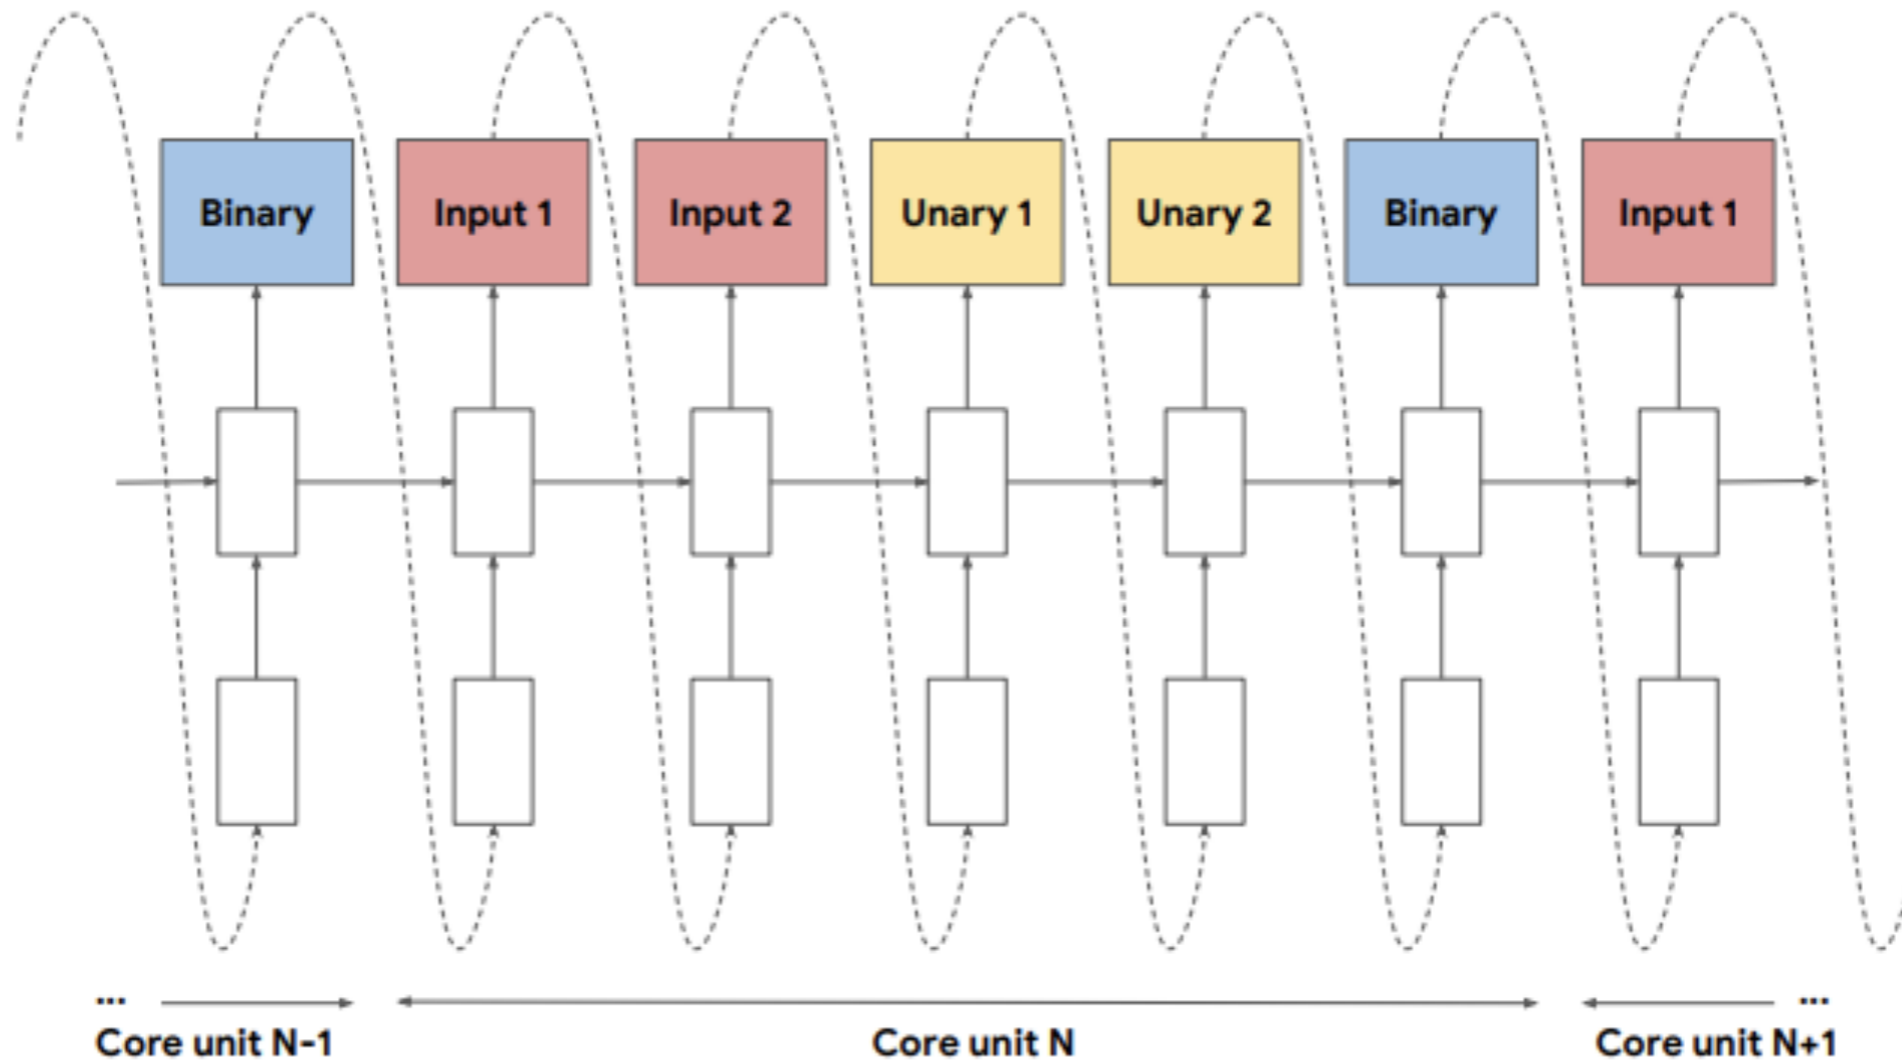 Binary
Input 1
Input 2
Unary 1
Unary 2
Binary
Input 1
...
...
Core unit N-1
Core unit N
Core unit N+1